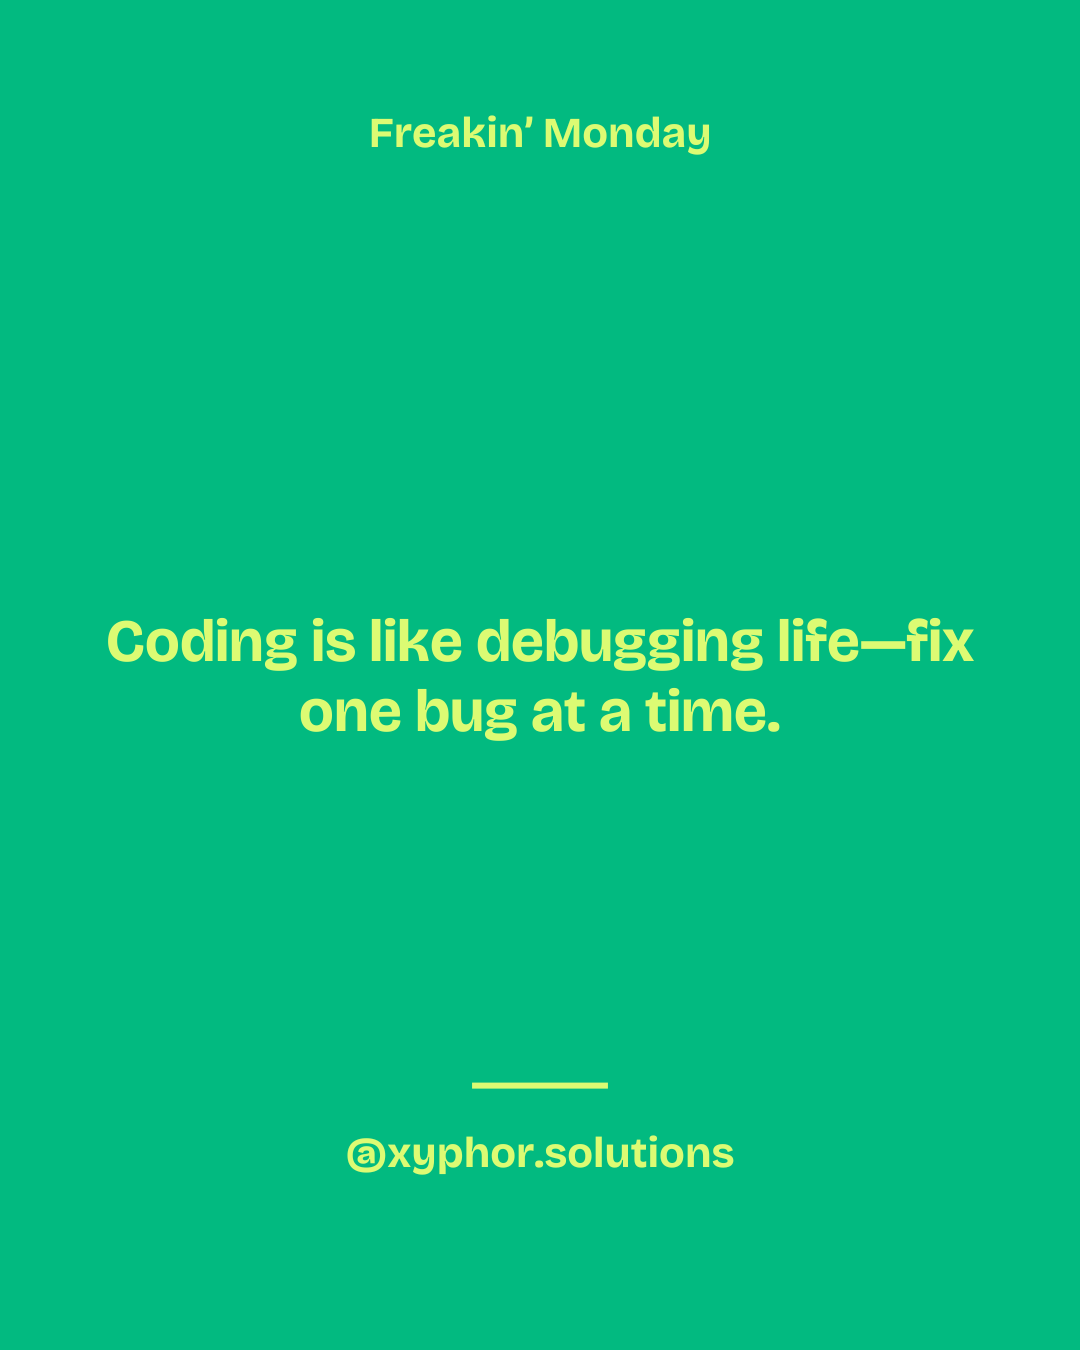 Freakin’ Monday
Coding is like debugging life—fix
one bug at a time.
@xyphor.solutions